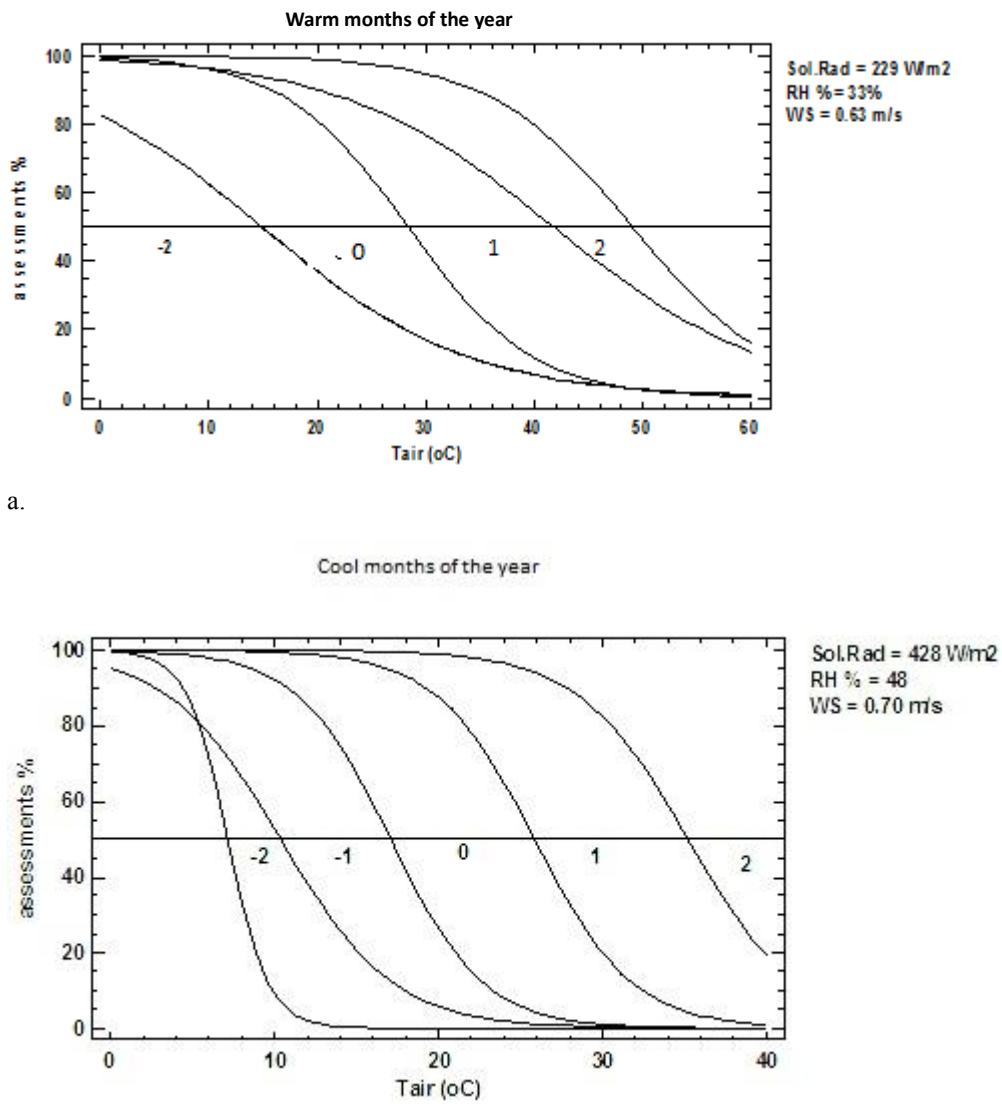 Warm months of the year
Sol.Rad = 229 W/m2
RH %= 33%
WS = 0.63 m/s
assessments %
100
80
60
40
20
0
-2
. 0
1
2
0 10 20 30 40 50 60
Tair (oC)
a.
Cool months of the year
Sol.Rad = 428 W/m2
RH % = 48
WS = 0.70 m/s
assessments %
100
80
60
40
20
0
-2
-1
0
1
2
0 10 20 30 40
Tair (oC)